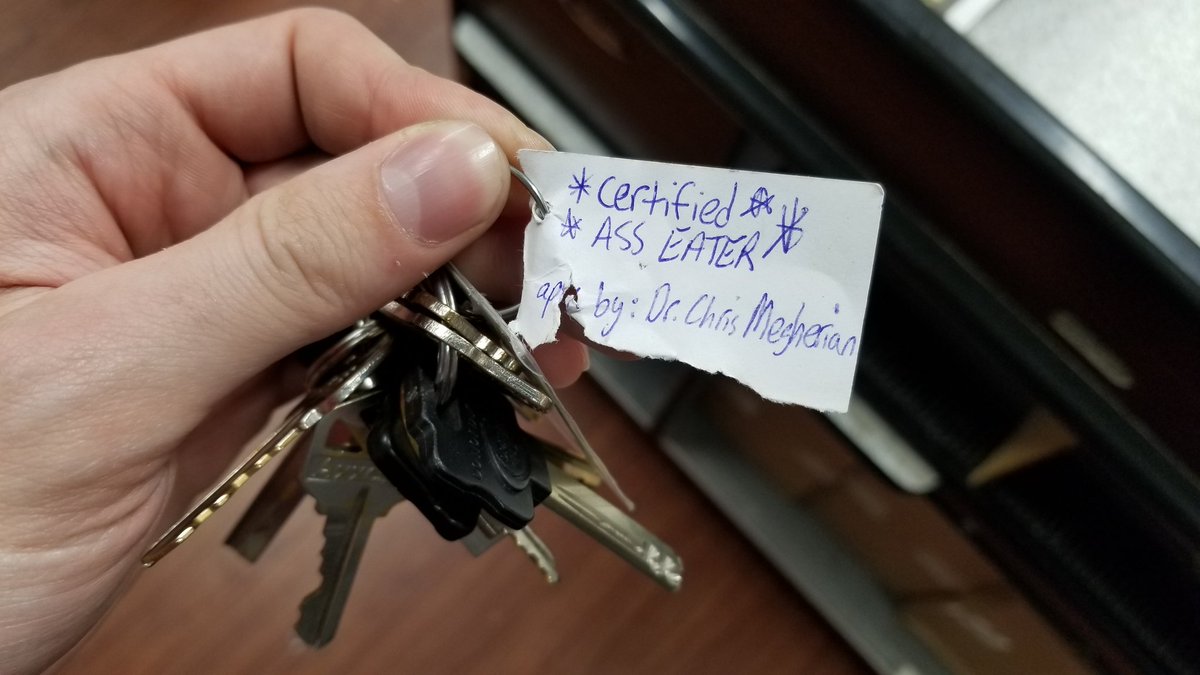 *Certified*
*ASS EATER*
by: Dr. Chris Megherian